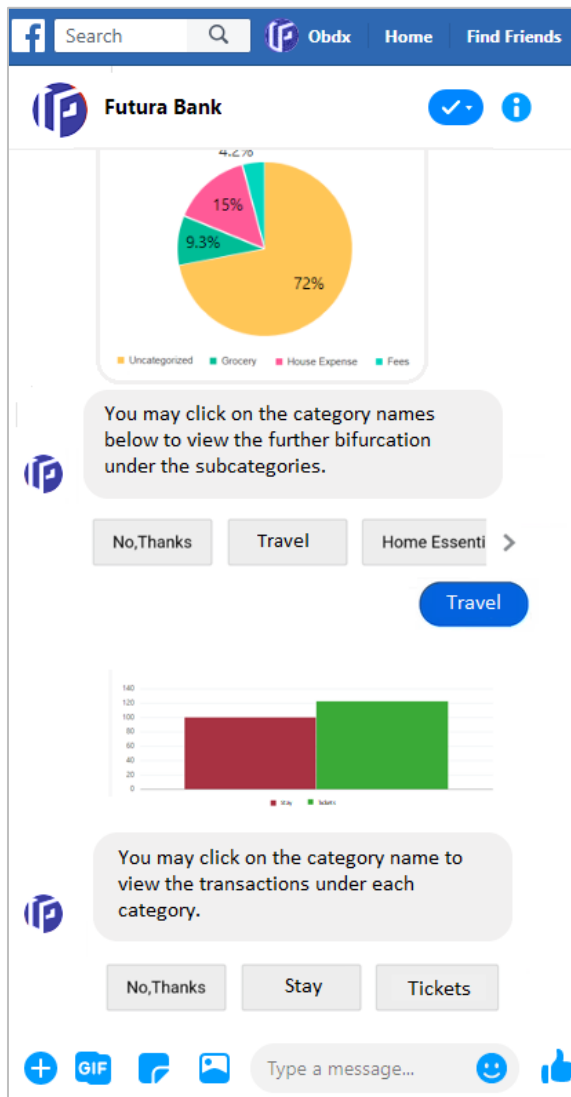 Search
Obdx
Home
Find Friends
Futura Bank
4.2%
15%
9.3%
72%
Uncategorized
Grocery
House Expense
Fees
You may click on the category names
below to view the further bifurcation
under the subcategories.
No,Thanks
Travel
Home Essenti
Travel
140
120
100
80
60
40
20
0
Stay
Tickets
You may click on the category name to
view the transactions under each
category.
No,Thanks
Stay
Tickets
GIF
Type a message...